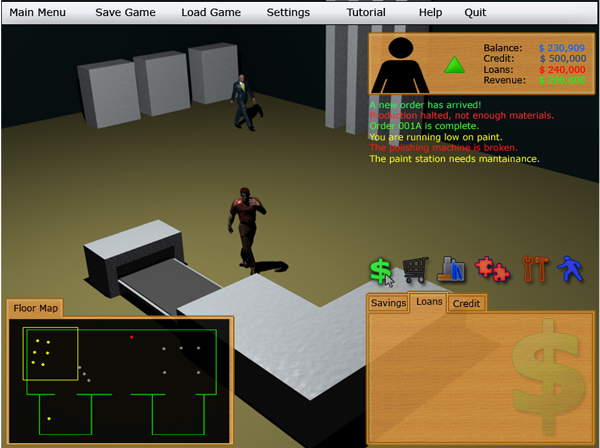 Main Menu Save Game Load Game Settings Tutorial Help Quit
Balance: $ 230,909
Credit: $ 500,000
Loans: $ 240,000
Revenue:
A new order has arrived!
Production halted, not enough materials.
Order 001A is complete.
You are running low on paint.
The polishing machine is broken.
The paint station needs mantainance.
$
Savings Loans Credit
$
Floor Map